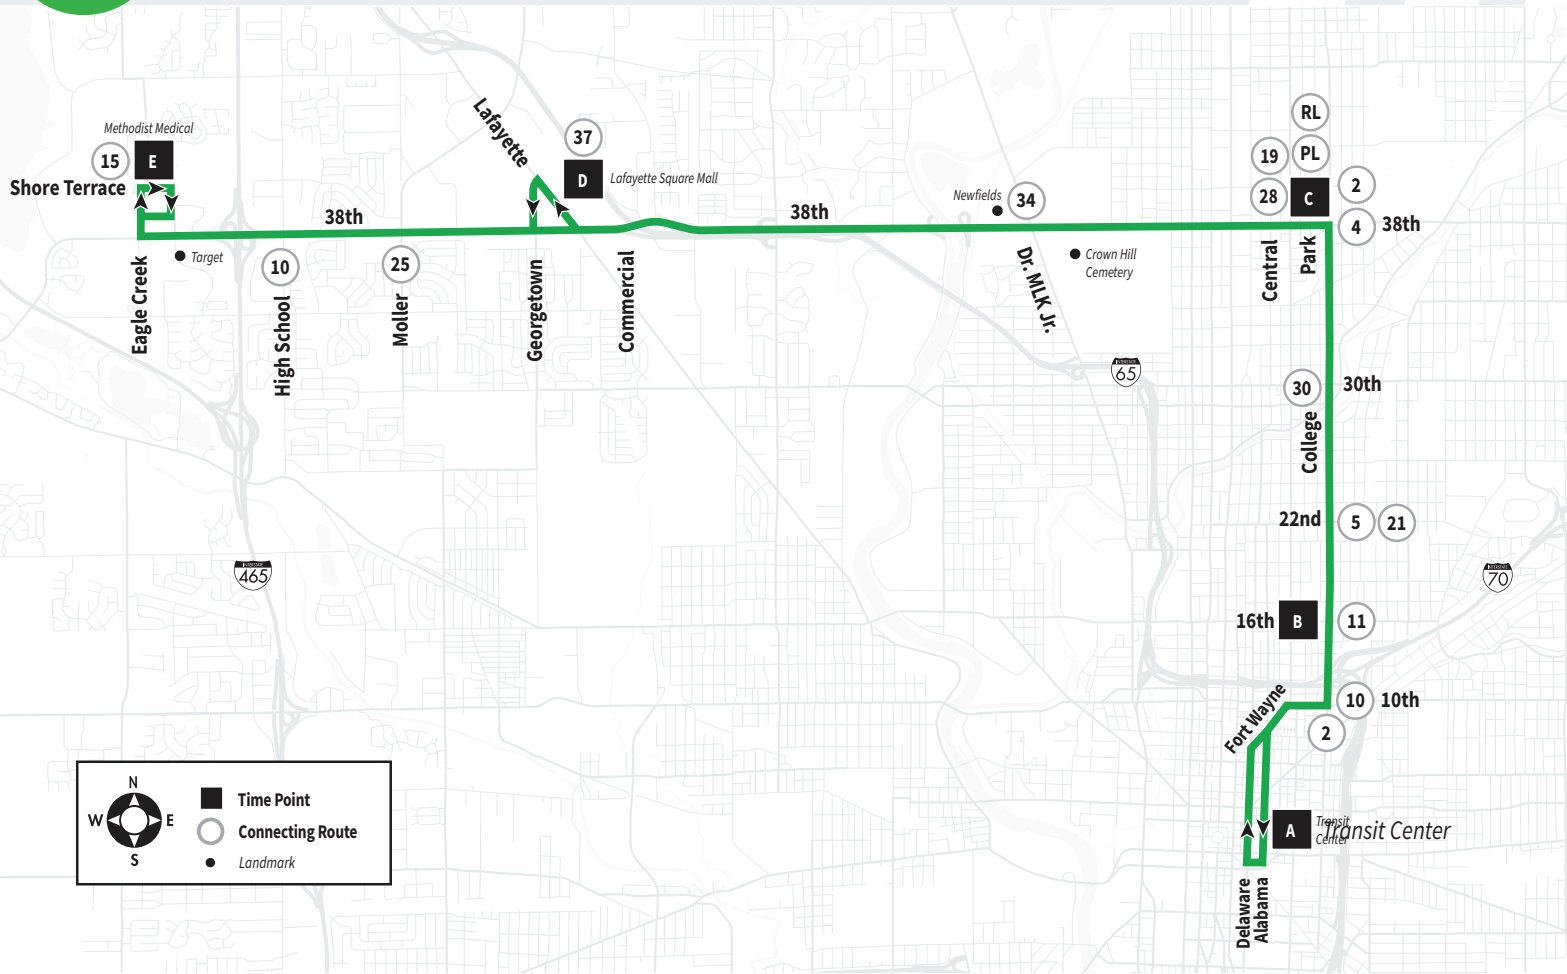 Methodist Medical
15
E
Shore Terrace
38th
Target
Eagle Creek
10
High School
25
Moller
Lafayette
37
D
Lafayette Square Mall
Georgetown
Commercial
38th
Newfields
34
Dr. MLK Jr.
Crown Hill
Cemetery
RL
19
PL
28
C
2
4
38th
Central
Park
INTERSTATE
65
30
30th
College
22nd
5
21
INTERSTATE
465
INTERSTATE
70
16th
B
11
Fort Wayne
10
10th
2
A
Transit
Center
Transit Center
Delaware
Alabama
N
W
E
S
Time Point
Connecting Route
Landmark